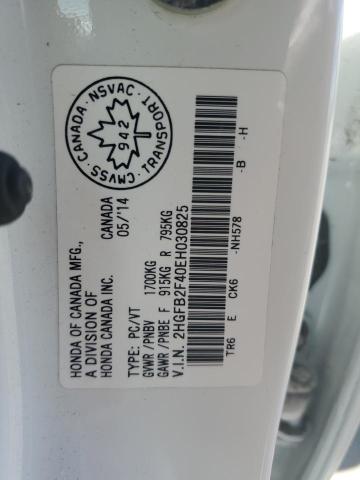 HONDA OF CANADA MFG., CANADA
A DIVISION OF 05/'14
HONDA CANADA INC.
TYPE: PC/VT
GVWR /PNBV 1700KG
GAWR /PNBE F 915KG R 795KG
V.I.N. 2HGFB2F40EH030825
TR6 E CK6 -NH578 -B -H
CMVSS · CANADA · NSVAC · TRANSPORT
942